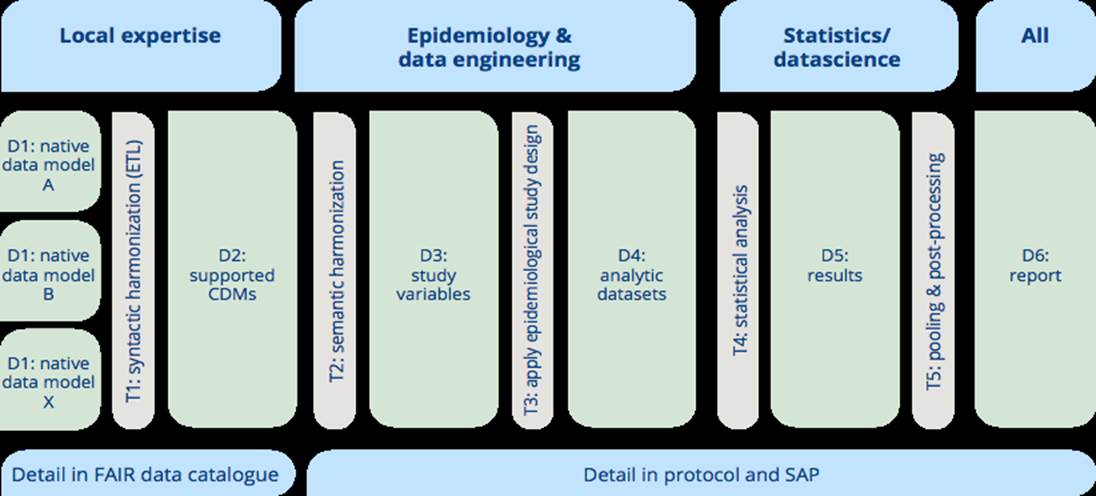 Local expertise
Epidemiology &
data engineering
Statistics/
datascience
All
D1: native
data model
A
D1: native
data model
B
D1: native
data model
X
T1: syntactic harmonization (ETL)
D2:
supported
CDMs
T2: semantic harmonization
D3:
study
variables
T3: apply epidemiological study design
D4:
analytic
datasets
T4: statistical analysis
D5:
results
T5: pooling & post-processing
D6:
report
Detail in FAIR data catalogue
Detail in protocol and SAP